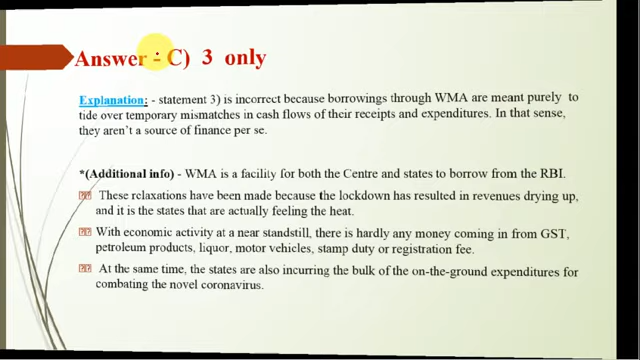 Answer - C) 3 only
Explanation: - statement 3) is incorrect because borrowings through WMA are meant purely to
tide over temporary mismatches in cash flows of their receipts and expenditures. In that sense,
they aren't a source of finance per se.
*(Additional info) - WMA is a facility for both the Centre and states to borrow from the RBI.
These relaxations have been made because the lockdown has resulted in revenues drying up,
and it is the states that are actually feeling the heat.
With economic activity at a near standstill, there is hardly any money coming in from GST,
petroleum products, liquor, motor vehicles, stamp duty or registration fee.
At the same time, the states are also incurring the bulk of the on-the-ground expenditures for
combating the novel coronavirus.